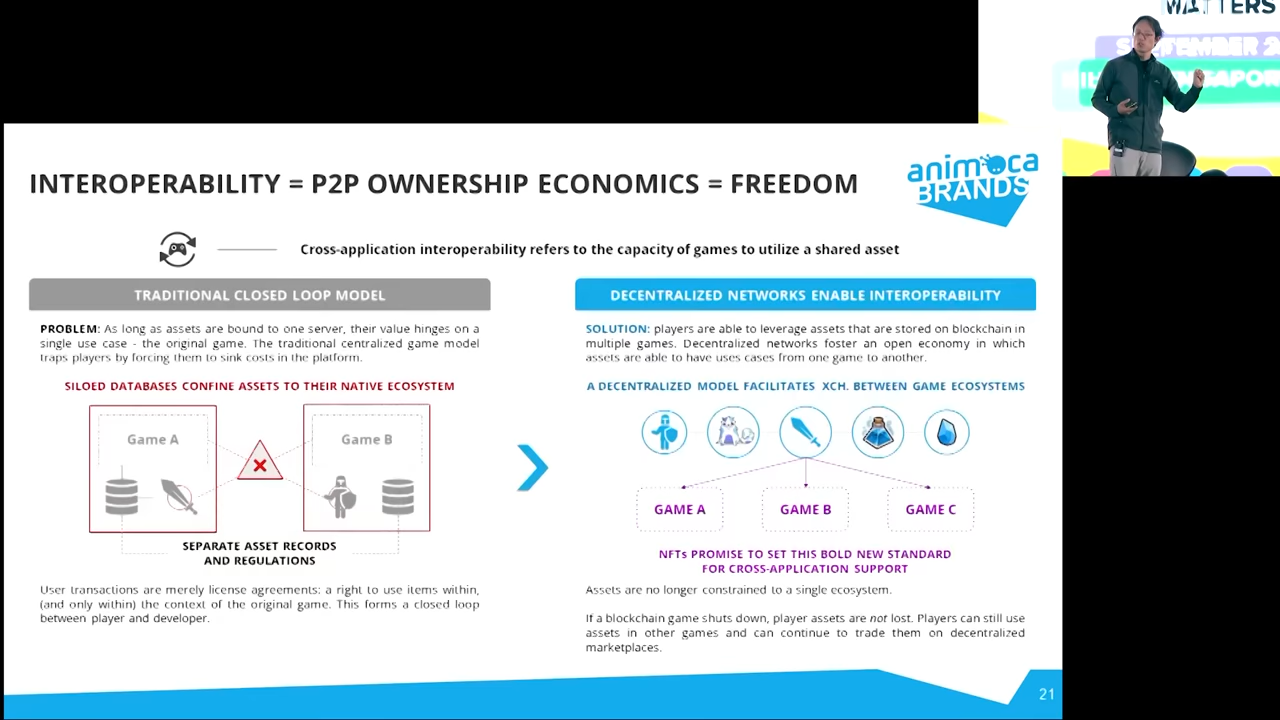 WATTERS
SEPTEMBER 2
SINGAPOR
INTEROPERABILITY = P2P OWNERSHIP ECONOMICS = FREEDOM
animoca
BRANDS
Cross-application interoperability refers to the capacity of games to utilize a shared asset
TRADITIONAL CLOSED LOOP MODEL
PROBLEM: As long as assets are bound to one server, their value hinges on a
single use case - the original game. The traditional centralized game model
traps players by forcing them to sink costs in the platform.
SILOED DATABASES CONFINE ASSETS TO THEIR NATIVE ECOSYSTEM
Game A
Game B
SEPARATE ASSET RECORDS
AND REGULATIONS
User transactions are merely license agreements: a right to use items within,
(and only within) the context of the original game. This forms a closed loop
between player and developer.
DECENTRALIZED NETWORKS ENABLE INTEROPERABILITY
SOLUTION: players are able to leverage assets that are stored on blockchain in
multiple games. Decentralized networks foster an open economy in which
assets are able to have uses cases from one game to another.
A DECENTRALIZED MODEL FACILITATES XCH. BETWEEN GAME ECOSYSTEMS
GAME A
GAME B
GAME C
NFTs PROMISE TO SET THIS BOLD NEW STANDARD
FOR CROSS-APPLICATION SUPPORT
Assets are no longer constrained to a single ecosystem.
If a blockchain game shuts down, player assets are not lost. Players can still use
assets in other games and can continue to trade them on decentralized
marketplaces.
21